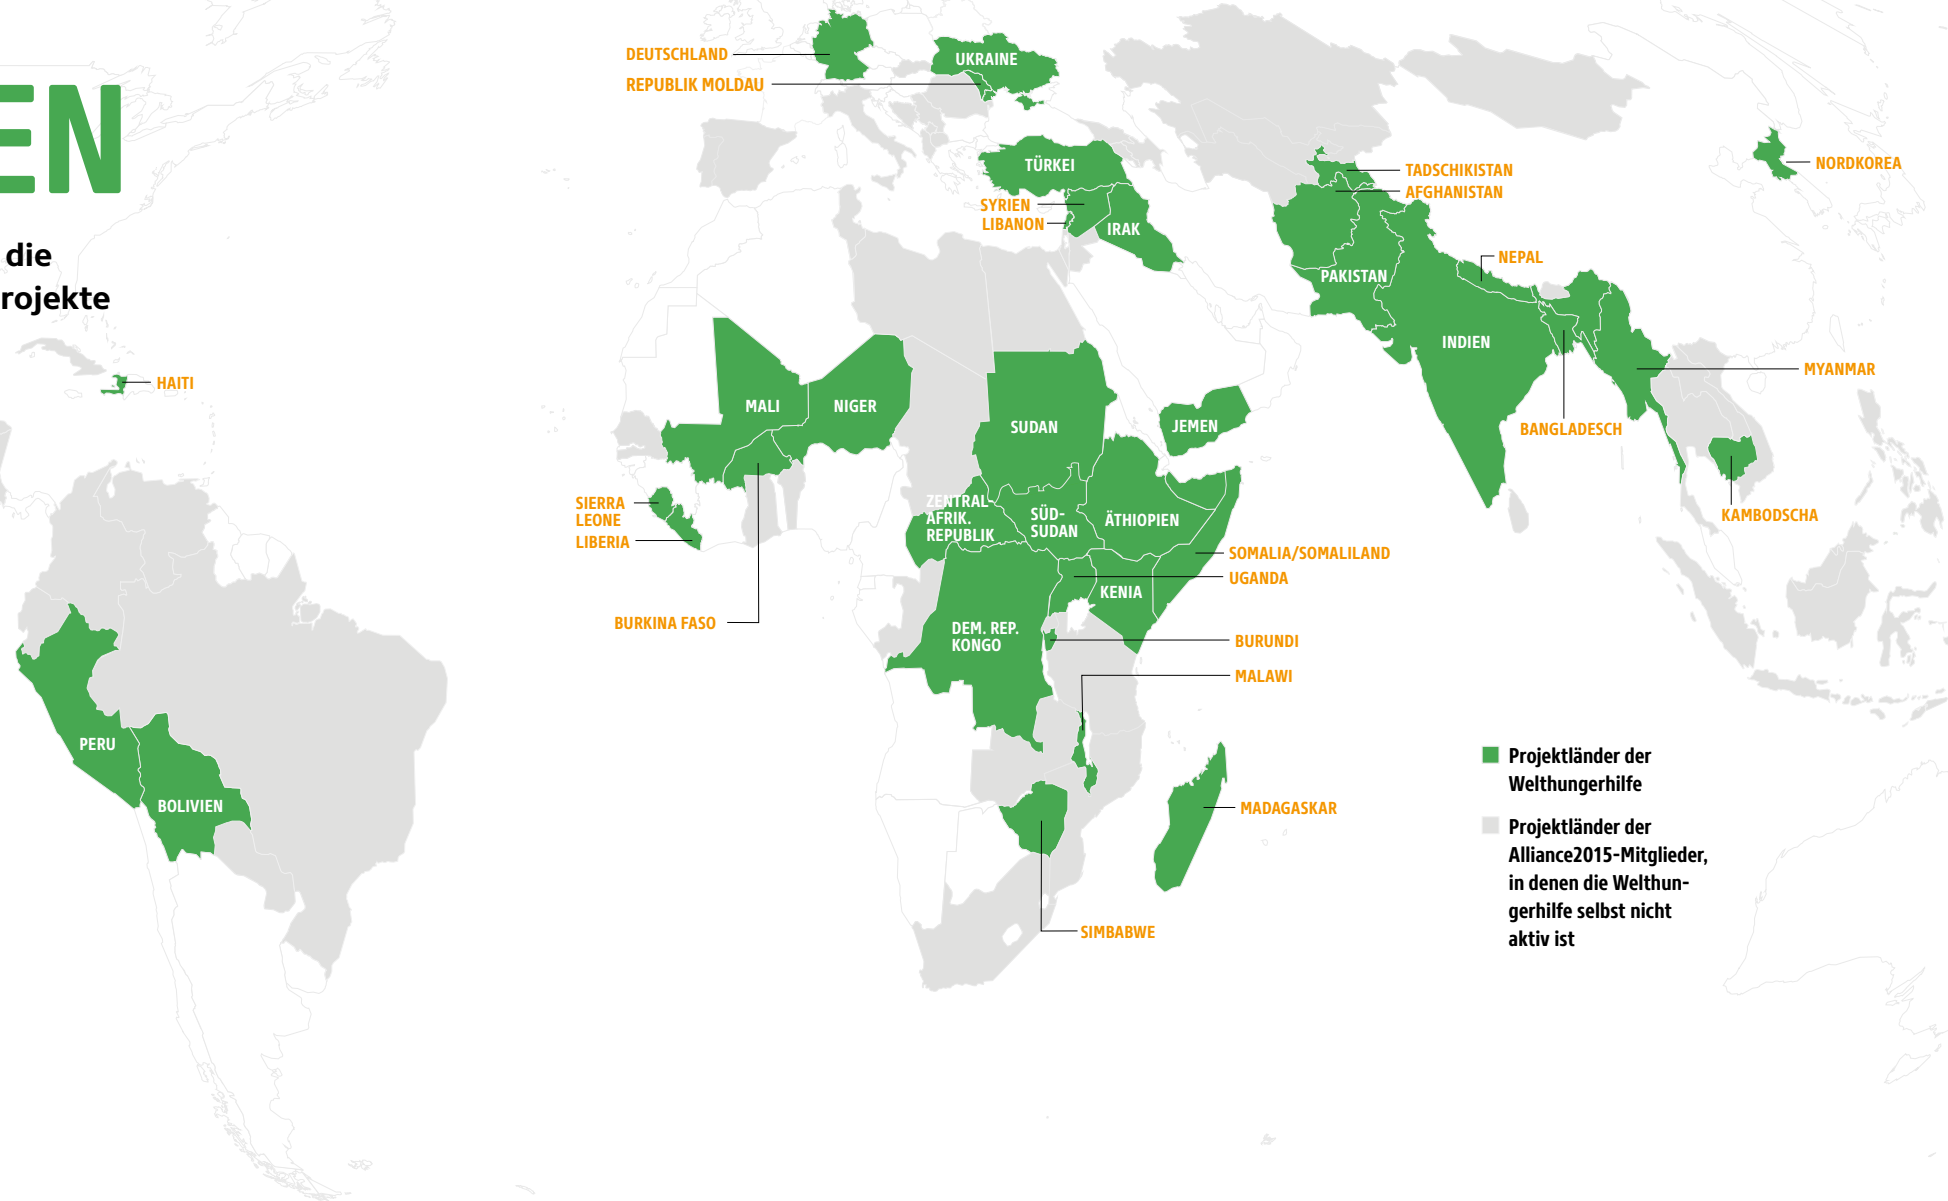 EN
die
rojekte
DEUTSCHLAND
REPUBLIK MOLDAU
UKRAINE
TÜRKEI
SYRIEN
LIBANON
IRAK
TADSCHIKISTAN
AFGHANISTAN
NORDKOREA
NEPAL
PAKISTAN
INDIEN
MYANMAR
BANGLADESCH
KAMBODSCHA
HAITI
MALI
NIGER
SUDAN
JEMEN
SIERRA
LEONE
LIBERIA
BURKINA FASO
ZENTRAL-
AFRIK.
REPUBLIK
SÜD-
SUDAN
ÄTHIOPIEN
SOMALIA/SOMALILAND
UGANDA
KENIA
DEM. REP.
KONGO
BURUNDI
MALAWI
MADAGASKAR
SIMBABWE
PERU
BOLIVIEN
Projektländer der
Welthungerhilfe
Projektländer der
Alliance2015-Mitglieder,
in denen die Welthun-
gerhilfe selbst nicht
aktiv ist